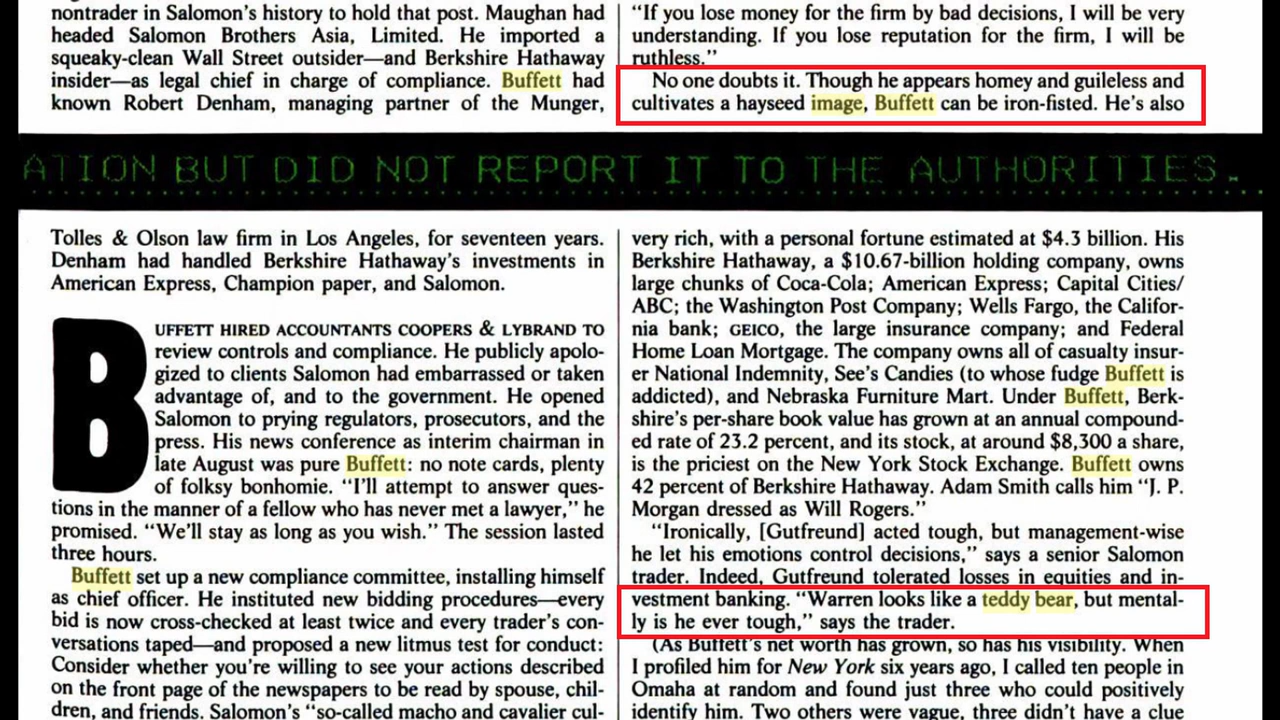 nontrader in Salomon's history to hold that post. Maughan had
headed Salomon Brothers Asia, Limited. He imported a
squeaky-clean Wall Street outsider—and Berkshire Hathaway
insider—as legal chief in charge of compliance. Buffett had
known Robert Denham, managing partner of the Munger,
"If you lose money for the firm by bad decisions, I will be very
understanding. If you lose reputation for the firm, I will be
ruthless."
No one doubts it. Though he appears homey and guileless and
cultivates a hayseed image, Buffett can be iron-fisted. He's also
ATION BUT DID NOT REPORT IT TO THE AUTHORITIES.
Tolles & Olson law firm in Los Angeles, for seventeen years.
Denham had handled Berkshire Hathaway's investments in
American Express, Champion paper, and Salomon.
BUFFETT HIRED ACCOUNTANTS COOPERS & LYBRAND TO
review controls and compliance. He publicly apolo-
gized to clients Salomon had embarrassed or taken
advantage of, and to the government. He opened
Salomon to prying regulators, prosecutors, and the
press. His news conference as interim chairman in
late August was pure Buffett: no note cards, plenty
of folksy bonhomie. "I'll attempt to answer ques-
tions in the manner of a fellow who has never met a lawyer," he
promised. "We'll stay as long as you wish." The session lasted
three hours.
Buffett set up a new compliance committee, installing himself
as chief officer. He instituted new bidding procedures—every
bid is now cross-checked at least twice and every trader's con-
versations taped—and proposed a new litmus test for conduct:
Consider whether you're willing to see your actions described
on the front page of the newspapers to be read by spouse, chil-
dren, and friends. Salomon's "so-called macho and cavalier cul-
very rich, with a personal fortune estimated at $4.3 billion. His
Berkshire Hathaway, a $10.67-billion holding company, owns
large chunks of Coca-Cola; American Express; Capital Cities/
ABC; the Washington Post Company; Wells Fargo, the Califor-
nia bank; GEICO, the large insurance company; and Federal
Home Loan Mortgage. The company owns all of casualty insur-
er National Indemnity, See's Candies (to whose fudge Buffett is
addicted), and Nebraska Furniture Mart. Under Buffett, Berk-
shire's per-share book value has grown at an annual compound-
ed rate of 23.2 percent, and its stock, at around $8,300 a share,
is the priciest on the New York Stock Exchange. Buffett owns
42 percent of Berkshire Hathaway. Adam Smith calls him "J. P.
Morgan dressed as Will Rogers."
"Ironically, [Gutfreund] acted tough, but management-wise
he let his emotions control decisions," says a senior Salomon
trader. Indeed, Gutfreund tolerated losses in equities and in-
vestment banking. "Warren looks like a teddy bear, but mental-
ly is he ever tough," says the trader.
(As Buffett's net worth has grown, so has his visibility. When
I profiled him for New York six years ago, I called ten people in
Omaha at random and found just three who could positively
identify him. Two others were vague, three didn't have a clue